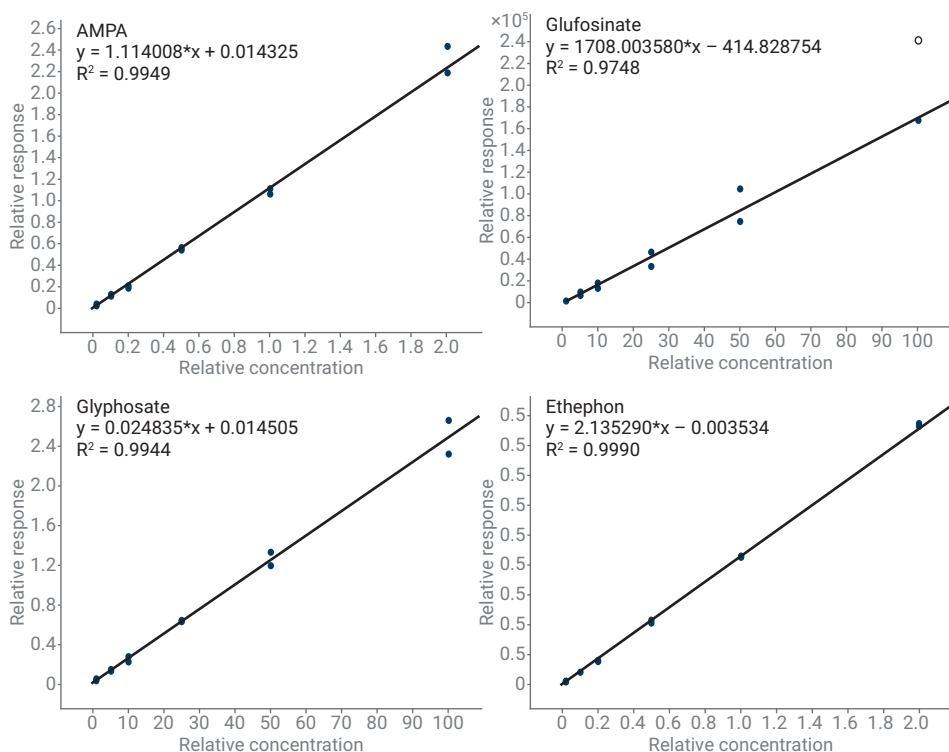 AMPA
y = 1.114008*x + 0.014325
R² = 0.9949
Relative response
2.6
2.4
2.2
2.0
1.8
1.6
1.4
1.2
1.0
0.8
0.6
0.4
0.2
0
0 0.2 0.4 0.6 0.8 1.0 1.2 1.4 1.6 1.8 2.0
Relative concentration
×10⁵
Glufosinate
y = 1708.003580*x – 414.828754
R² = 0.9748
Relative response
2.4
2.2
2.0
1.8
1.6
1.4
1.2
1.0
0.8
0.6
0.4
0.2
0
0 10 20 30 40 50 60 70 80 90 100
Relative concentration
Glyphosate
y = 0.024835*x + 0.014505
R² = 0.9944
Relative response
2.8
2.4
2.0
1.6
1.2
0.8
0.4
0
0 10 20 30 40 50 60 70 80 90 100
Relative concentration
Ethephon
y = 2.135290*x – 0.003534
R² = 0.9990
Relative response
0.5
0.5
0.5
0.5
0.5
0.5
0.5
0.5
0.5
0
0 0.2 0.4 0.6 0.8 1.0 1.2 1.4 1.6 1.8 2.0
Relative concentration